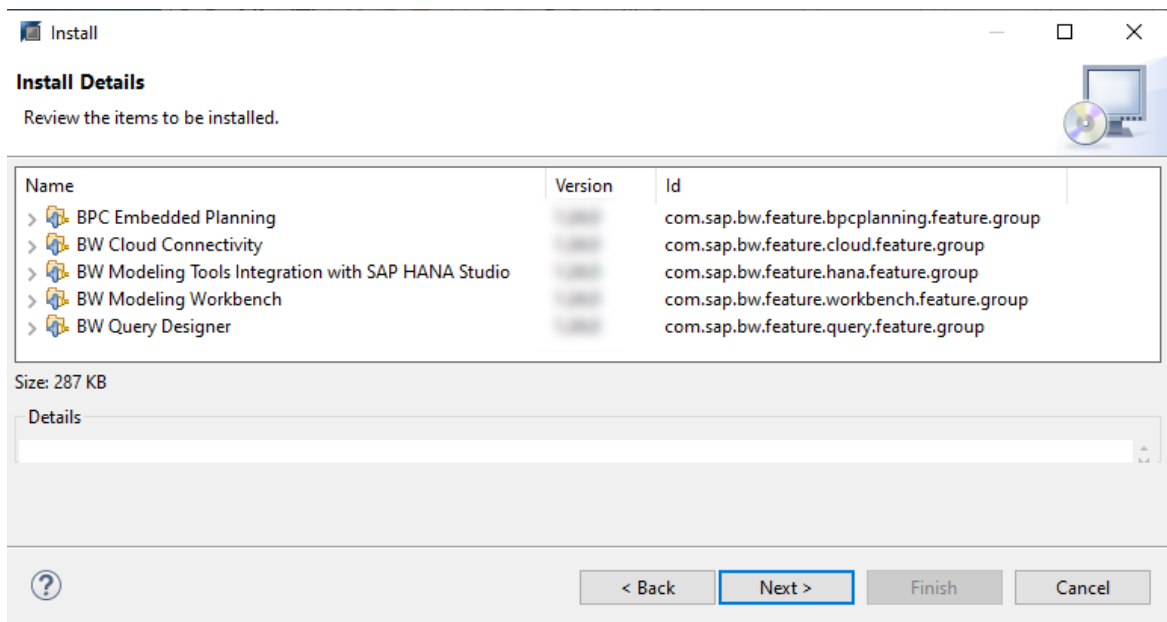 Install
Install Details
Review the items to be installed.
Name Version Id
BPC Embedded Planning com.sap.bw.feature.bpcplanning.feature.group
BW Cloud Connectivity com.sap.bw.feature.cloud.feature.group
BW Modeling Tools Integration with SAP HANA Studio com.sap.bw.feature.hana.feature.group
BW Modeling Workbench com.sap.bw.feature.workbench.feature.group
BW Query Designer com.sap.bw.feature.query.feature.group
Size: 287 KB
Details
? < Back Next > Finish Cancel